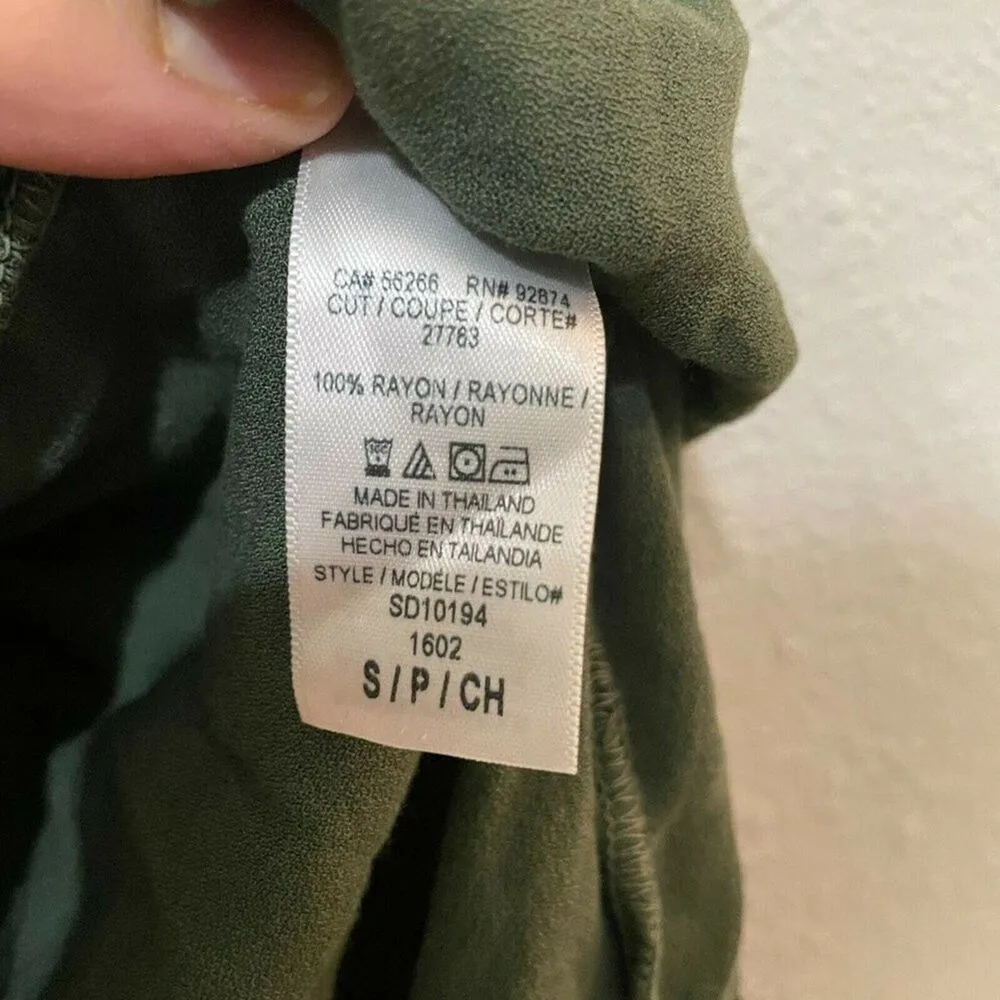 CA# 56266 RN# 92874
CUT / COUPE / CORTE#
27763
100% RAYON / RAYONNE /
RAYON
MADE IN THAILAND
FABRIQUÉ EN THAÏLANDE
HECHO EN TAILANDIA
STYLE / MODÈLE / ESTILO#
SD10194
1602
S / P / CH